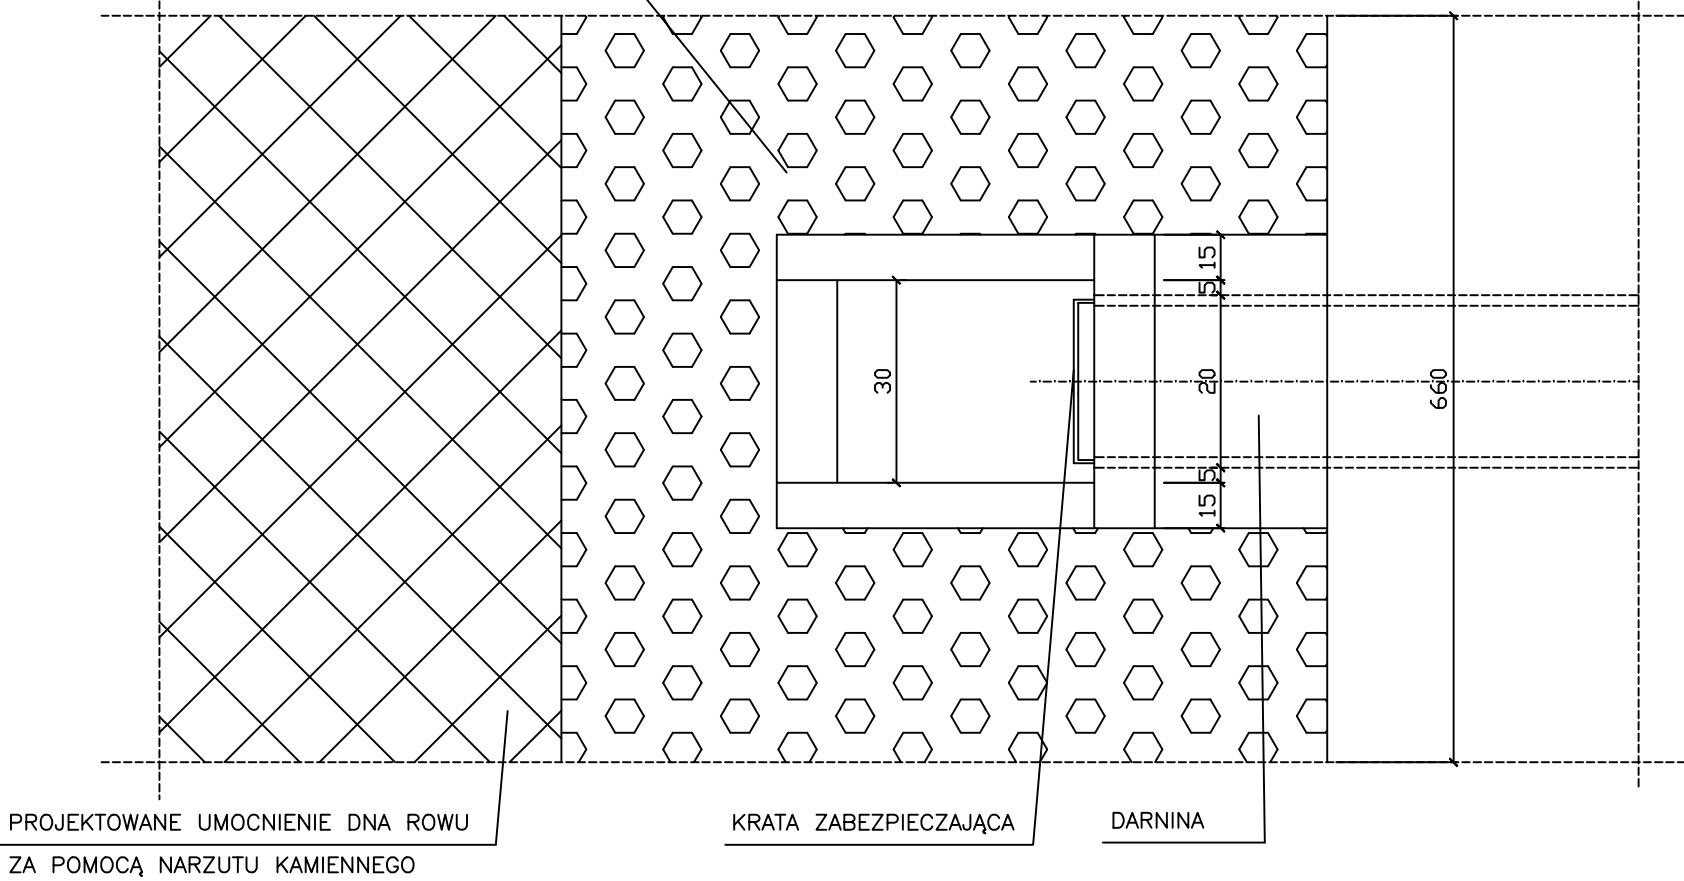 15
5
30
20
660
5
15
PROJEKTOWANE UMOCNIENIE DNA ROWU
ZA POMOCĄ NARZUTU KAMIENNEGO
KRATA ZABEZPIECZAJĄCA
DARNINA